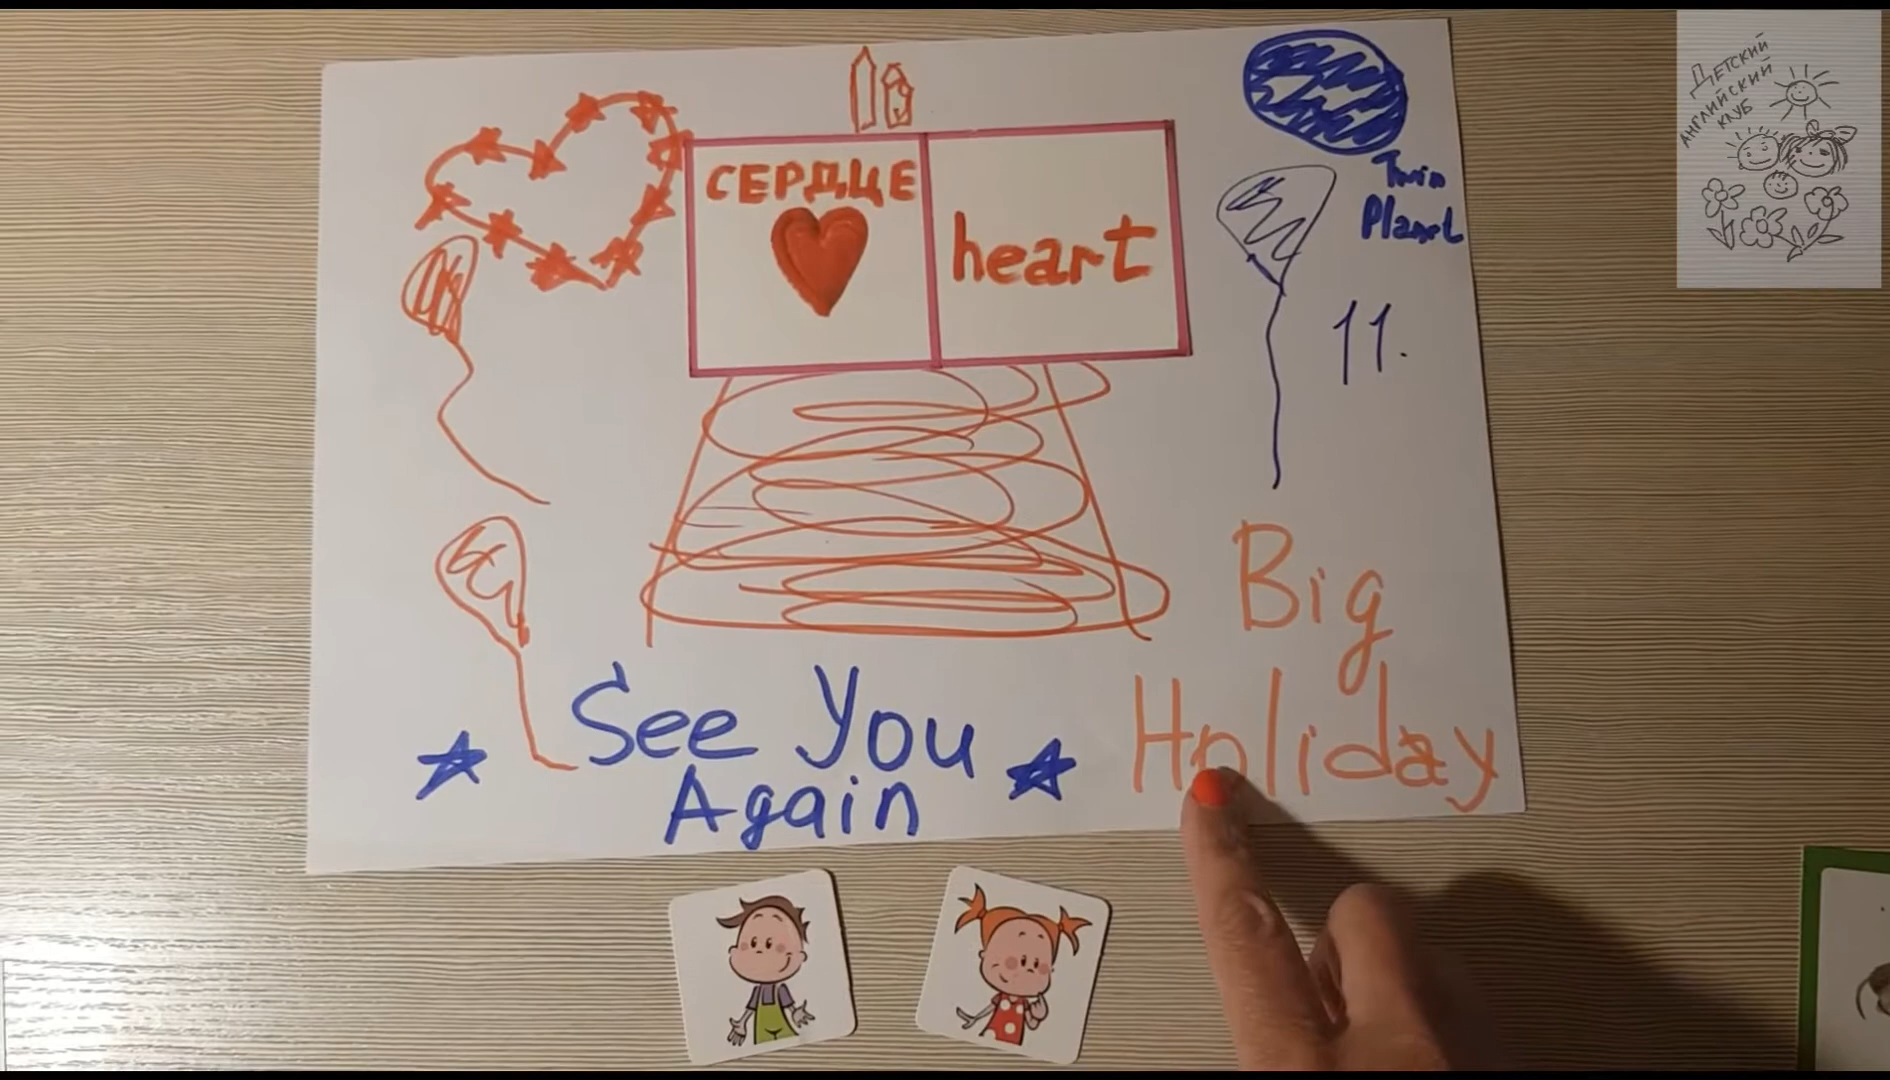 СЕРДЦЕ
heart
Twin
Planet
11.
Big
Holiday
See You
Again
ДЕТСКИЙ
АНГЛИЙСКИЙ
КЛУБ